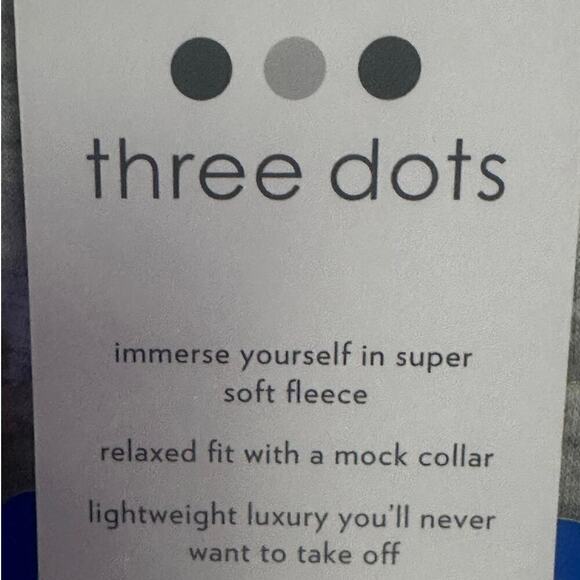 three dots
immerse yourself in super
soft fleece
relaxed fit with a mock collar
lightweight luxury you'll never
want to take off